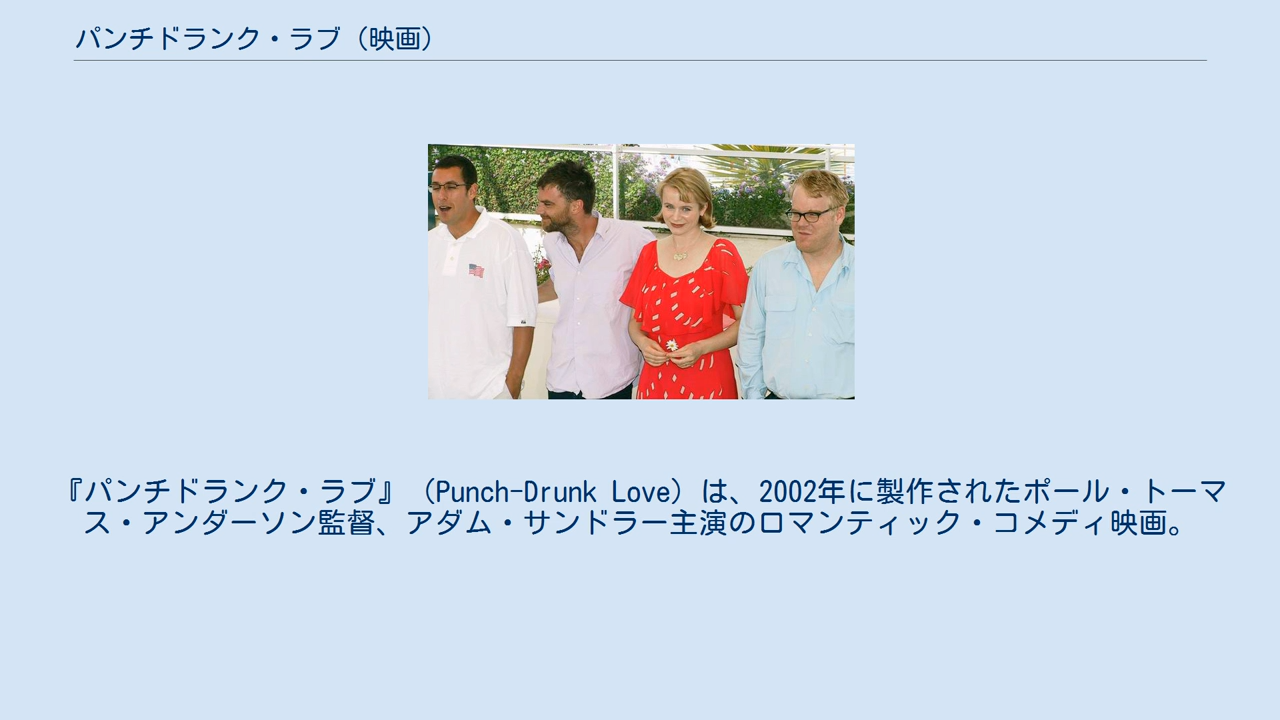 パンチドランク・ラブ（映画）
『パンチドランク・ラブ』（Punch-Drunk Love）は、2002年に製作されたポール・トーマ
ス・アンダーソン監督、アダム・サンドラー主演のロマンティック・コメディ映画。